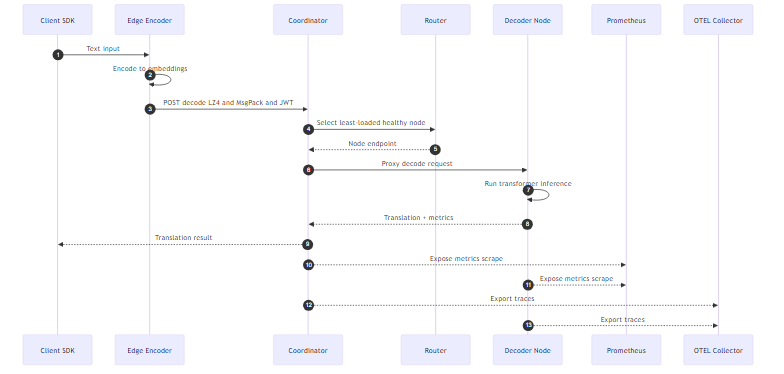 Client SDK
Edge Encoder
Coordinator
Router
Decoder Node
Prometheus
OTEL Collector
1
Text input
Encode to embeddings
2
3
POST decode LZ4 and MsgPack and JWT
4
Select least-loaded healthy node
Node endpoint
5
6
Proxy decode request
Run transformer inference
7
Translation + metrics
8
Translation result
9
10
Expose metrics scrape
11
Expose metrics scrape
12
Export traces
13
Export traces
Client SDK
Edge Encoder
Coordinator
Router
Decoder Node
Prometheus
OTEL Collector